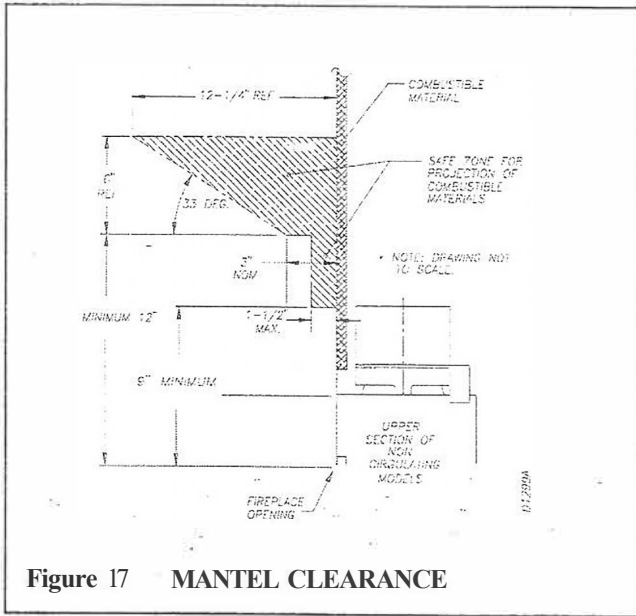 12-1/4" REF
COMBUSTIBLE
MATERIAL
6"
REF
33 DEG.
SAFE ZONE FOR
PROJECTION OF
COMBUSTIBLE
MATERIALS
3"
NOM
* NOTE: DRAWING NOT
TO SCALE.
MINIMUM 12"
1-1/2"
MAX.
9" MINIMUM
UPPER
SECTION OF
NON
CIRCULATING
MODELS
FIREPLACE
OPENING
D1299A
Figure 17 MANTEL CLEARANCE